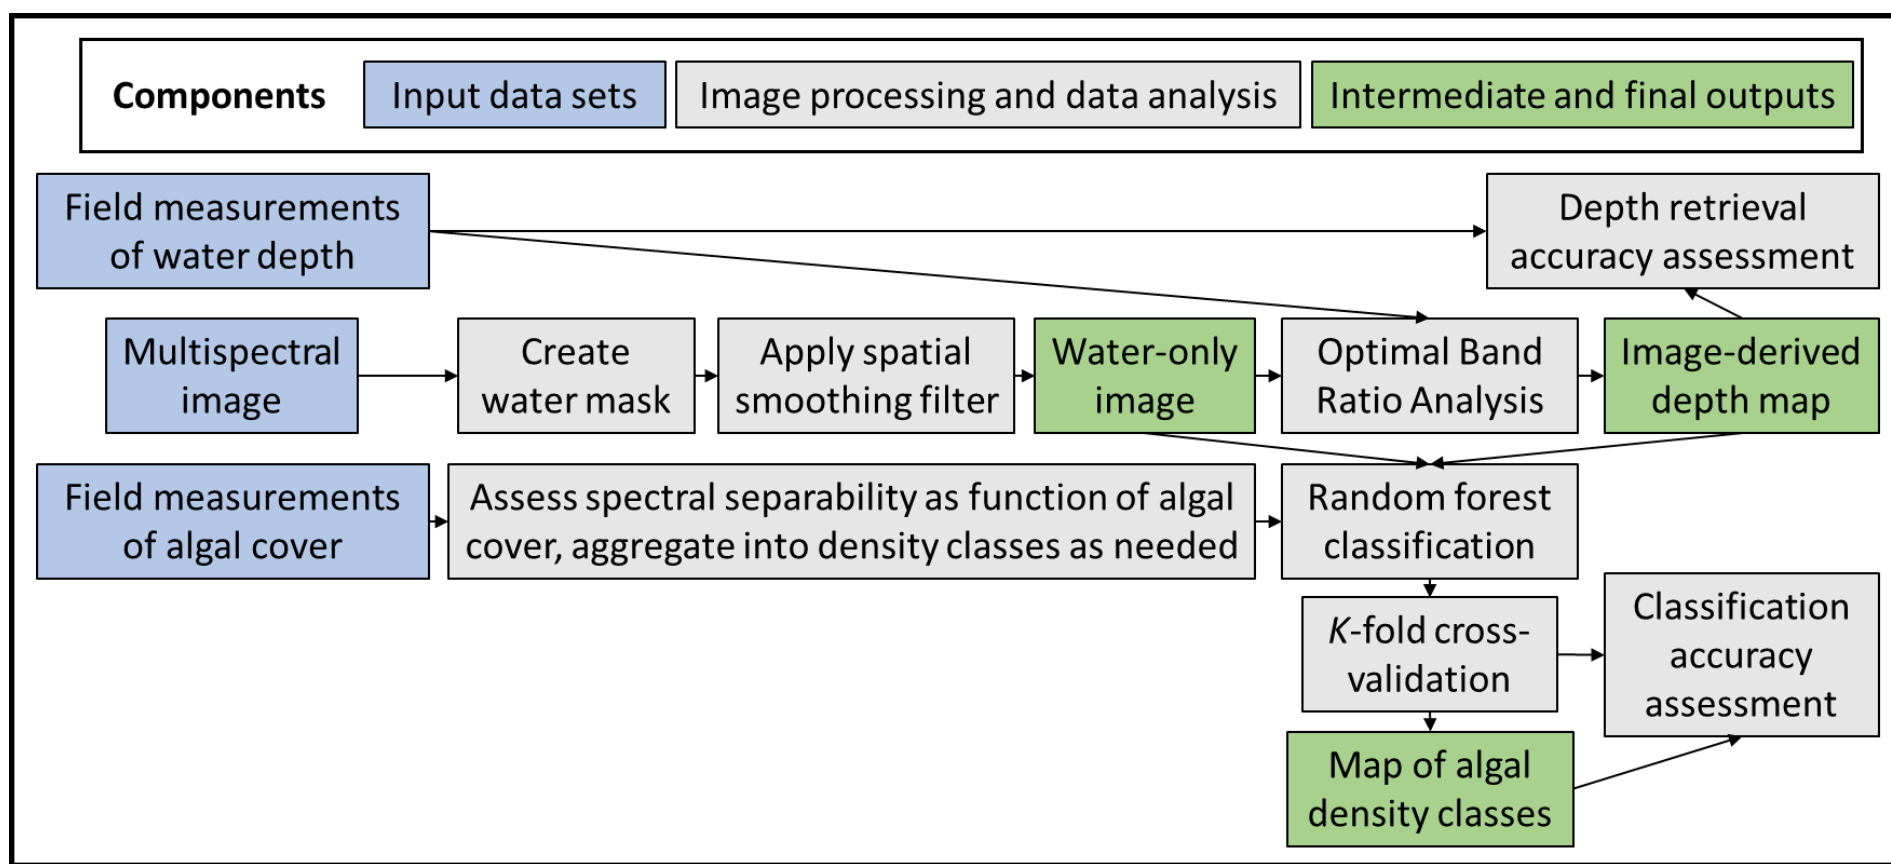 Components
Input data sets
Image processing and data analysis
Intermediate and final outputs
Field measurements
of water depth
Depth retrieval
accuracy assessment
Multispectral
image
Create
water mask
Apply spatial
smoothing filter
Water-only
image
Optimal Band
Ratio Analysis
Image-derived
depth map
Field measurements
of algal cover
Assess spectral separability as function of algal
cover, aggregate into density classes as needed
Random forest
classification
K-fold cross-
validation
Classification
accuracy
assessment
Map of algal
density classes